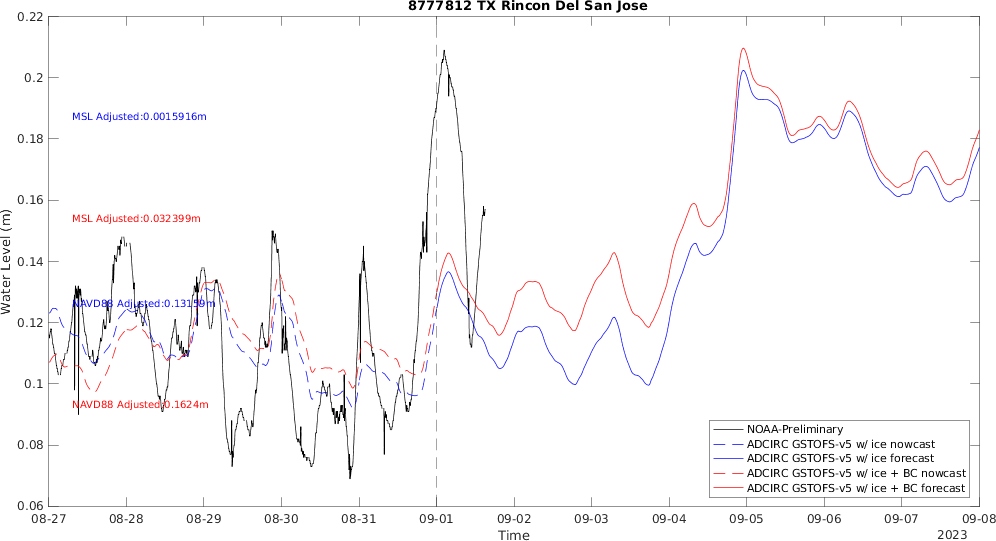 8777812 TX Rincon Del San Jose
0.22
0.2
0.18
0.16
0.14
0.12
0.1
0.08
0.06
Water Level (m)
MSL Adjusted:0.0015916m
MSL Adjusted:0.032399m
NAVD88 Adjusted:0.13159m
NAVD88 Adjusted:0.1624m
NOAA-Preliminary
ADCIRC GSTOFS-v5 w/ ice nowcast
ADCIRC GSTOFS-v5 w/ ice forecast
ADCIRC GSTOFS-v5 w/ ice + BC nowcast
ADCIRC GSTOFS-v5 w/ ice + BC forecast
08-27 08-28 08-29 08-30 08-31 09-01 09-02 09-03 09-04 09-05 09-06 09-07 09-08
Time
2023